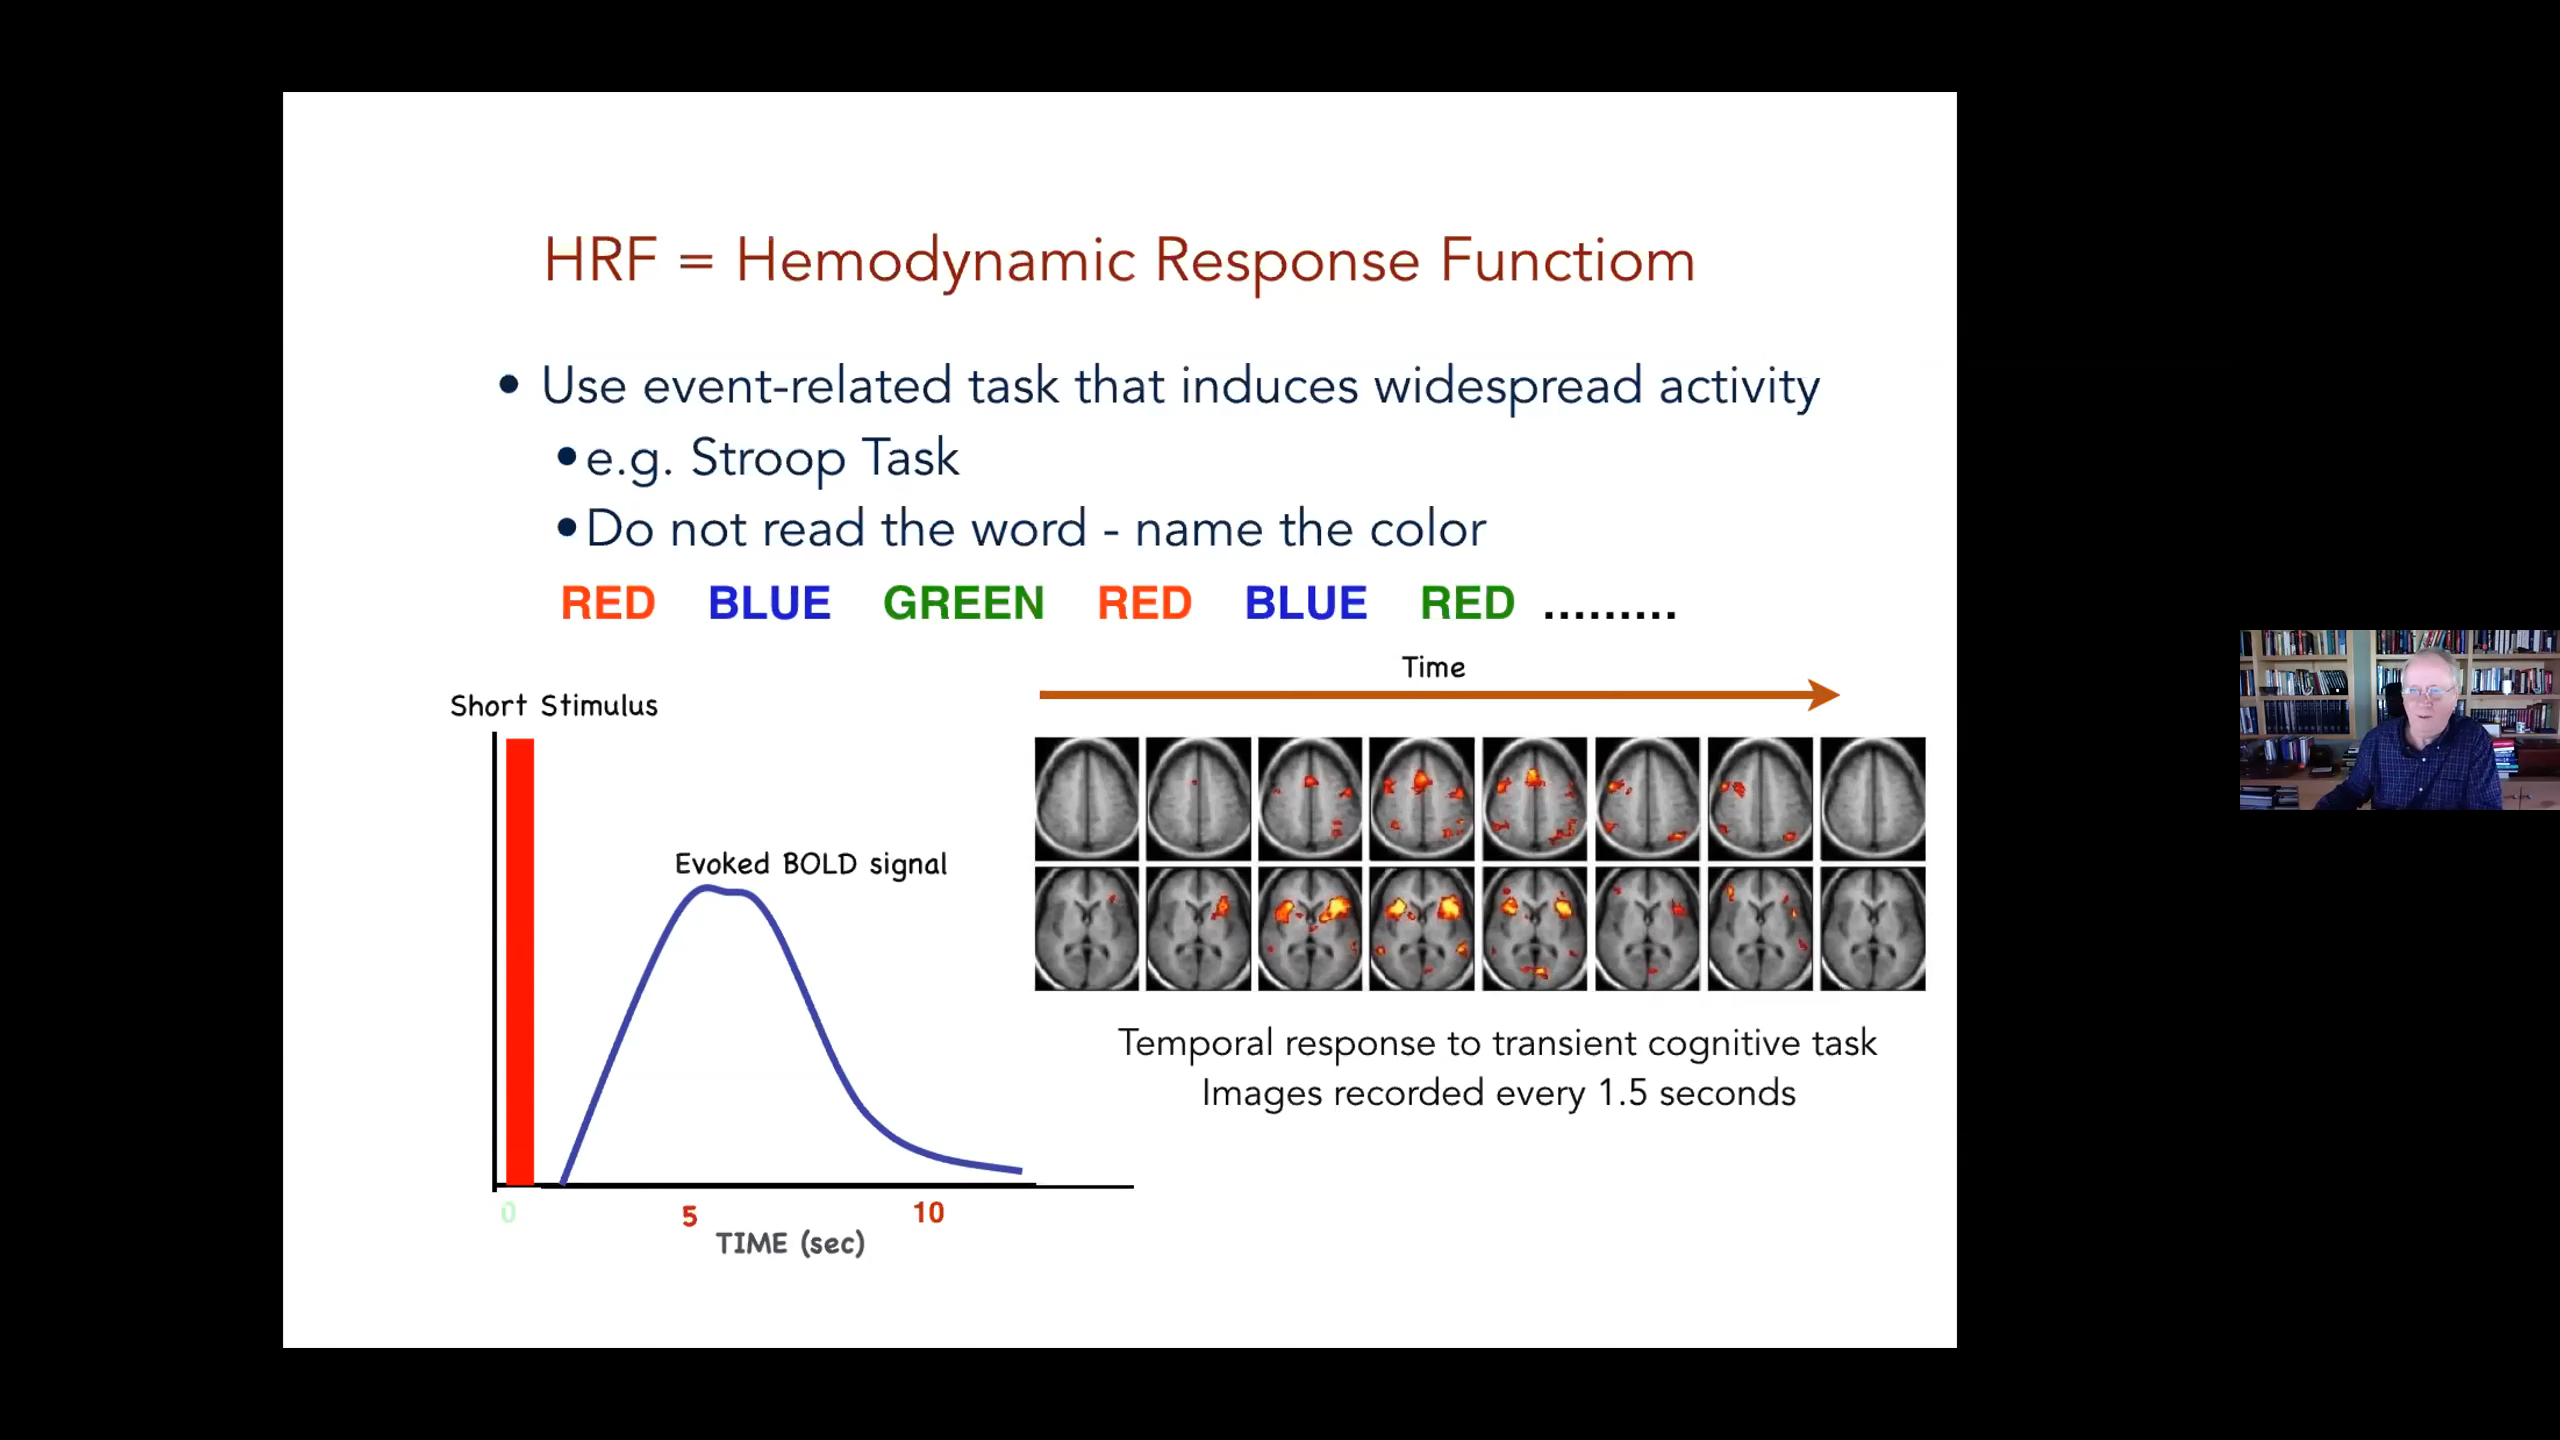 HRF = Hemodynamic Response Functiom
• Use event-related task that induces widespread activity
• e.g. Stroop Task
• Do not read the word - name the color
RED BLUE GREEN RED BLUE RED .........
Time
Short Stimulus
Evoked BOLD signal
Temporal response to transient cognitive task
Images recorded every 1.5 seconds
0 5 10
TIME (sec)